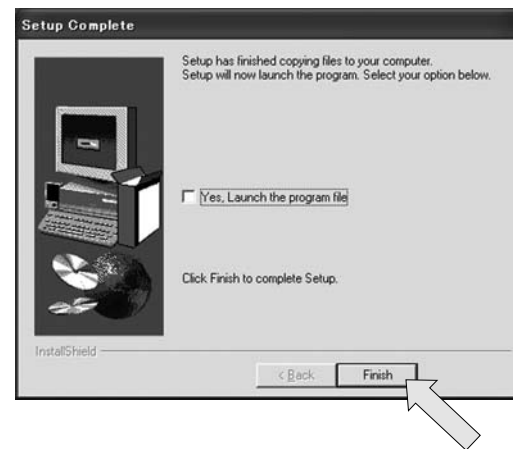 Setup Complete
Setup has finished copying files to your computer.
Setup will now launch the program. Select your option below.
Yes, Launch the program file
Click Finish to complete Setup.
InstallShield
< Back
Finish